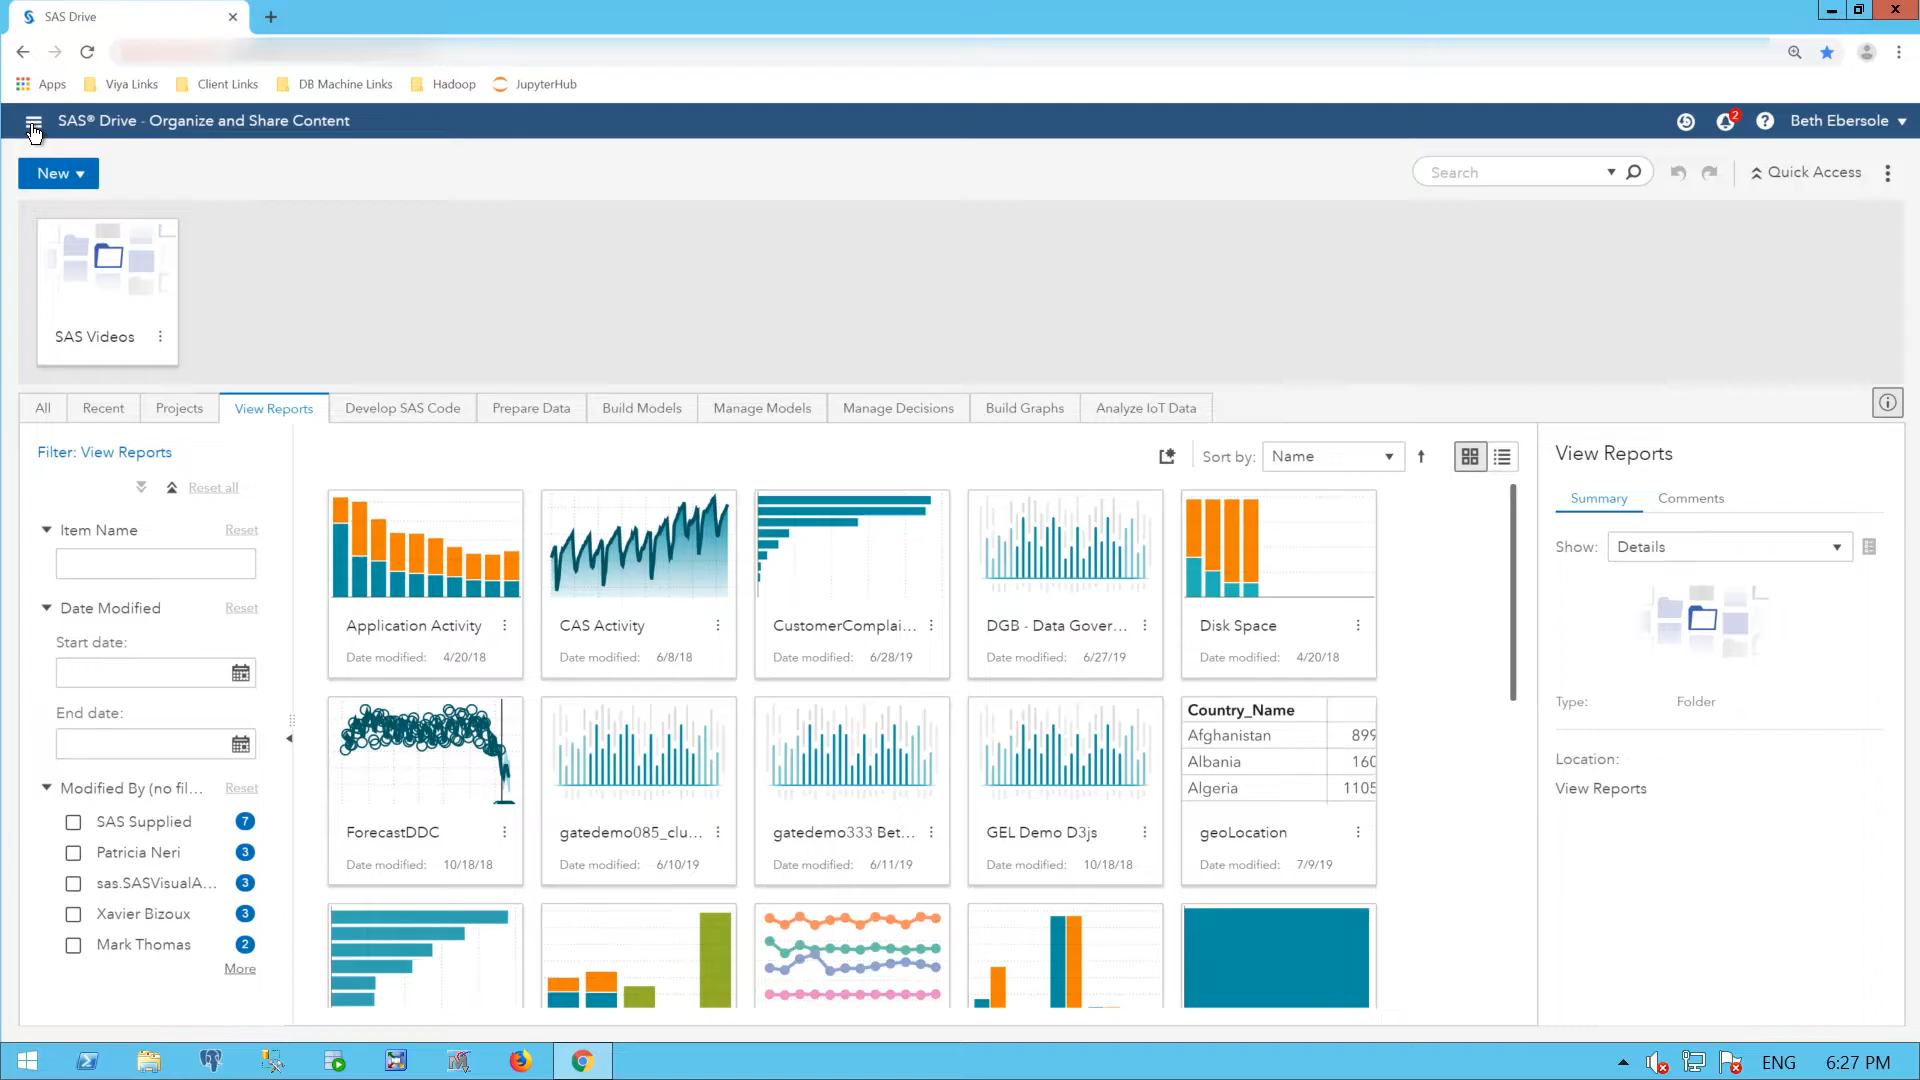 SAS Drive
Apps Viya Links Client Links DB Machine Links Hadoop JupyterHub
SAS® Drive - Organize and Share Content
2
Beth Ebersole
New
Search
Quick Access
SAS Videos
All Recent Projects View Reports Develop SAS Code Prepare Data Build Models Manage Models Manage Decisions Build Graphs Analyze IoT Data
Filter: View Reports
Reset all
Item Name Reset
Date Modified Reset
Start date:
End date:
Modified By (no fil... Reset
SAS Supplied 7
Patricia Neri 3
sas.SASVisualA... 3
Xavier Bizoux 3
Mark Thomas 2
More
Sort by: Name
Application Activity
Date modified: 4/20/18
CAS Activity
Date modified: 6/8/18
CustomerComplai...
Date modified: 6/28/19
DGB - Data Gover...
Date modified: 6/27/19
Disk Space
Date modified: 4/20/18
ForecastDDC
Date modified: 10/18/18
gatedemo085_clu...
Date modified: 6/10/19
gatedemo333 Bet...
Date modified: 6/11/19
GEL Demo D3js
Date modified: 10/18/18
Country_Name
Afghanistan 899
Albania 160
Algeria 1105
geoLocation
Date modified: 7/9/19
View Reports
Summary Comments
Show: Details
Type: Folder
Location:
View Reports
ENG 6:27 PM